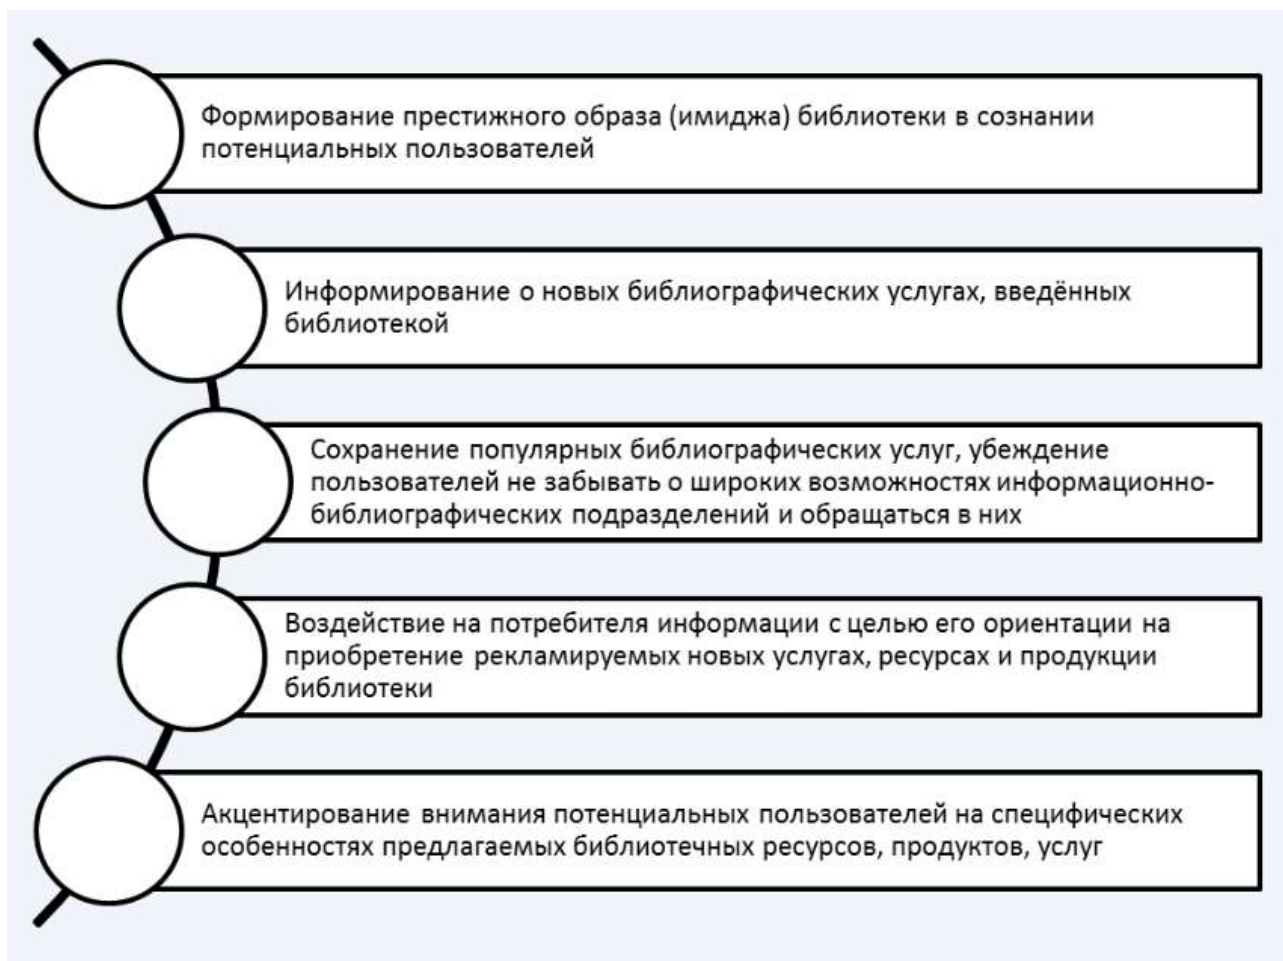 Формирование престижного образа (имиджа) библиотеки в сознании
потенциальных пользователей
Информирование о новых библиографических услугах, введённых
библиотекой
Сохранение популярных библиографических услуг, убеждение
пользователей не забывать о широких возможностях информационно-
библиографических подразделений и обращаться в них
Воздействие на потребителя информации с целью его ориентации на
приобретение рекламируемых новых услугах, ресурсах и продукции
библиотеки
Акцентирование внимания потенциальных пользователей на специфических
особенностях предлагаемых библиотечных ресурсов, продуктов, услуг